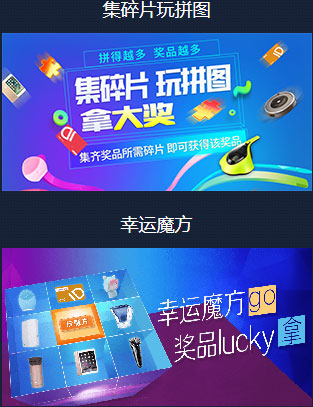 集碎片玩拼图
拼得越多 奖品越多
集碎片 玩拼图
拿大奖
集齐奖品所需碎片 即可获得该奖品
幸运魔方
幸运魔方go
奖品lucky拿